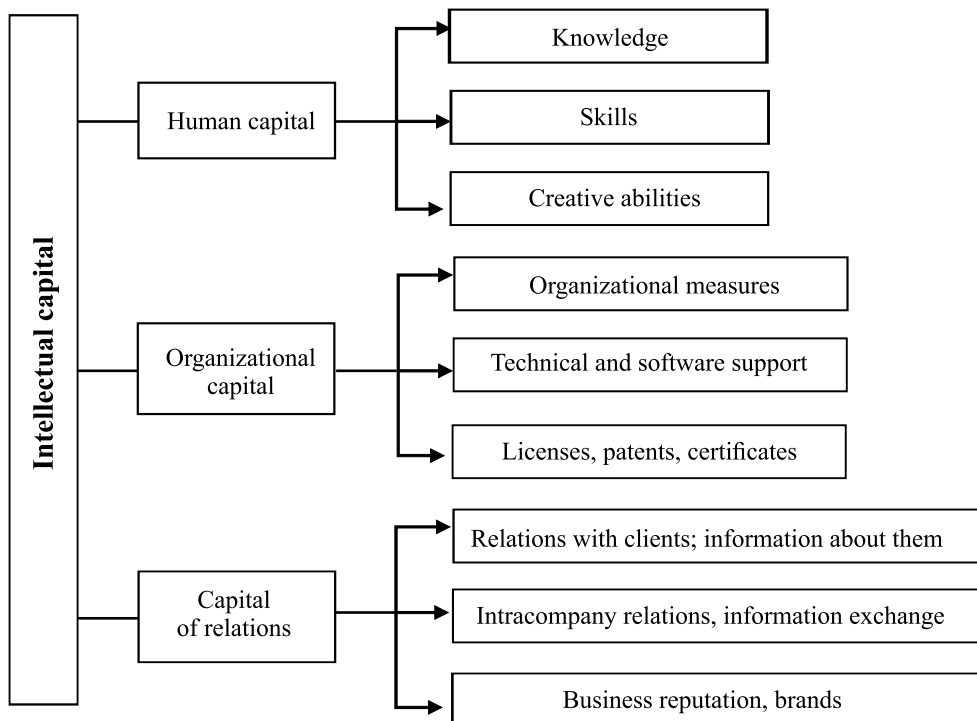 Intellectual capital
Human capital
Knowledge
Skills
Creative abilities
Organizational
capital
Organizational measures
Technical and software support
Licenses, patents, certificates
Capital
of relations
Relations with clients; information about them
Intracompany relations, information exchange
Business reputation, brands